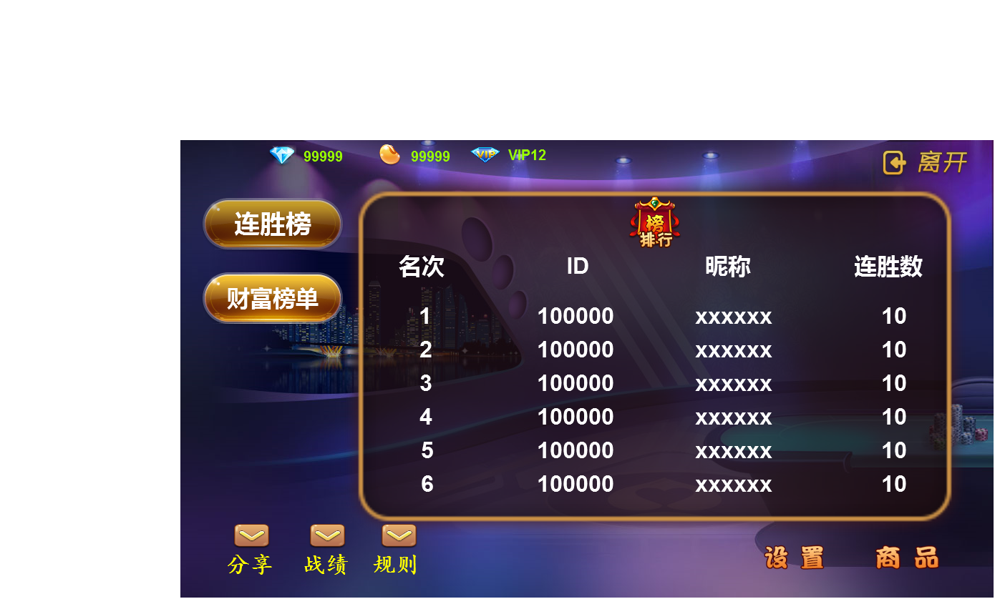 99999 99999 VIP VIP12
离开
连胜榜
财富榜单
榜
排行
名次 ID 昵称 连胜数
1 100000 xxxxxx 10
2 100000 xxxxxx 10
3 100000 xxxxxx 10
4 100000 xxxxxx 10
5 100000 xxxxxx 10
6 100000 xxxxxx 10
分享 战绩 规则
设置 商品